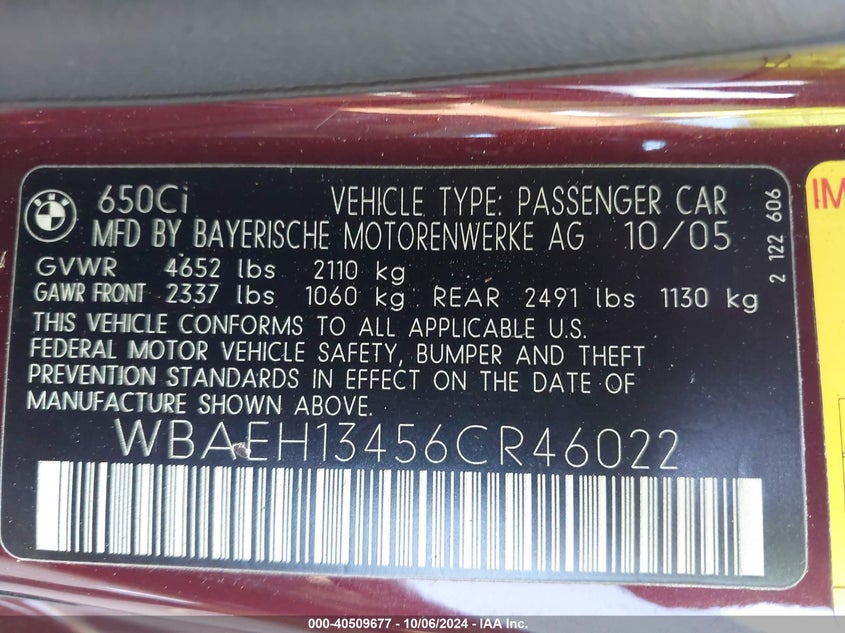 BMW
650Ci VEHICLE TYPE: PASSENGER CAR
MFD BY BAYERISCHE MOTORENWERKE AG 10/05
GVWR 4652 lbs 2110 kg
GAWR FRONT 2337 lbs 1060 kg REAR 2491 lbs 1130 kg
THIS VEHICLE CONFORMS TO ALL APPLICABLE U.S.
FEDERAL MOTOR VEHICLE SAFETY, BUMPER AND THEFT
PREVENTION STANDARDS IN EFFECT ON THE DATE OF
MANUFACTURE SHOWN ABOVE.
WBAEH13456CR46022
2 122 606
IM
000-40509677 - 10/06/2024 - IAA Inc.